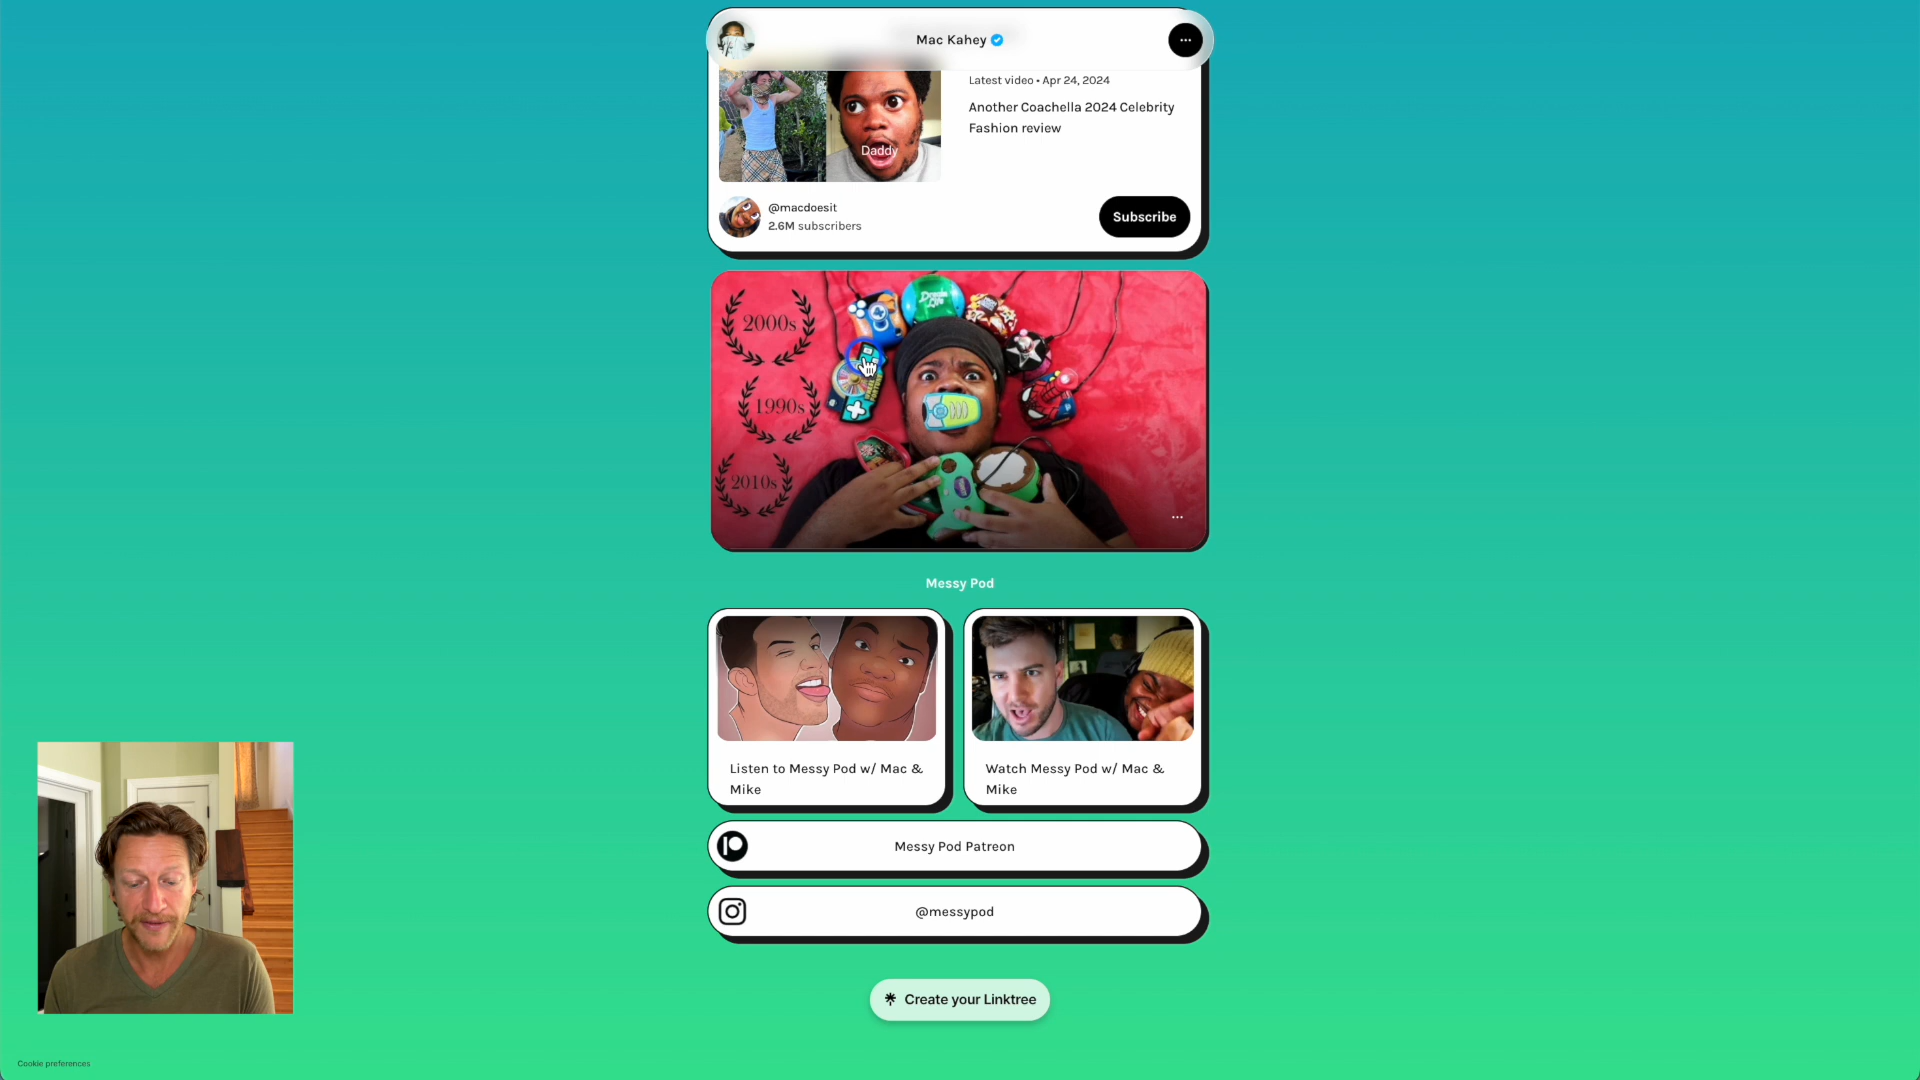 Mac Kahey
Latest video • Apr 24, 2024
Another Coachella 2024 Celebrity
Fashion review
Daddy
@macdoesit
2.6M subscribers
Subscribe
2000s
1990s
2010s
Dream
Life
Messy Pod
Listen to Messy Pod w/ Mac &
Mike
Watch Messy Pod w/ Mac &
Mike
Messy Pod Patreon
@messypod
Create your Linktree
Cookie preferences